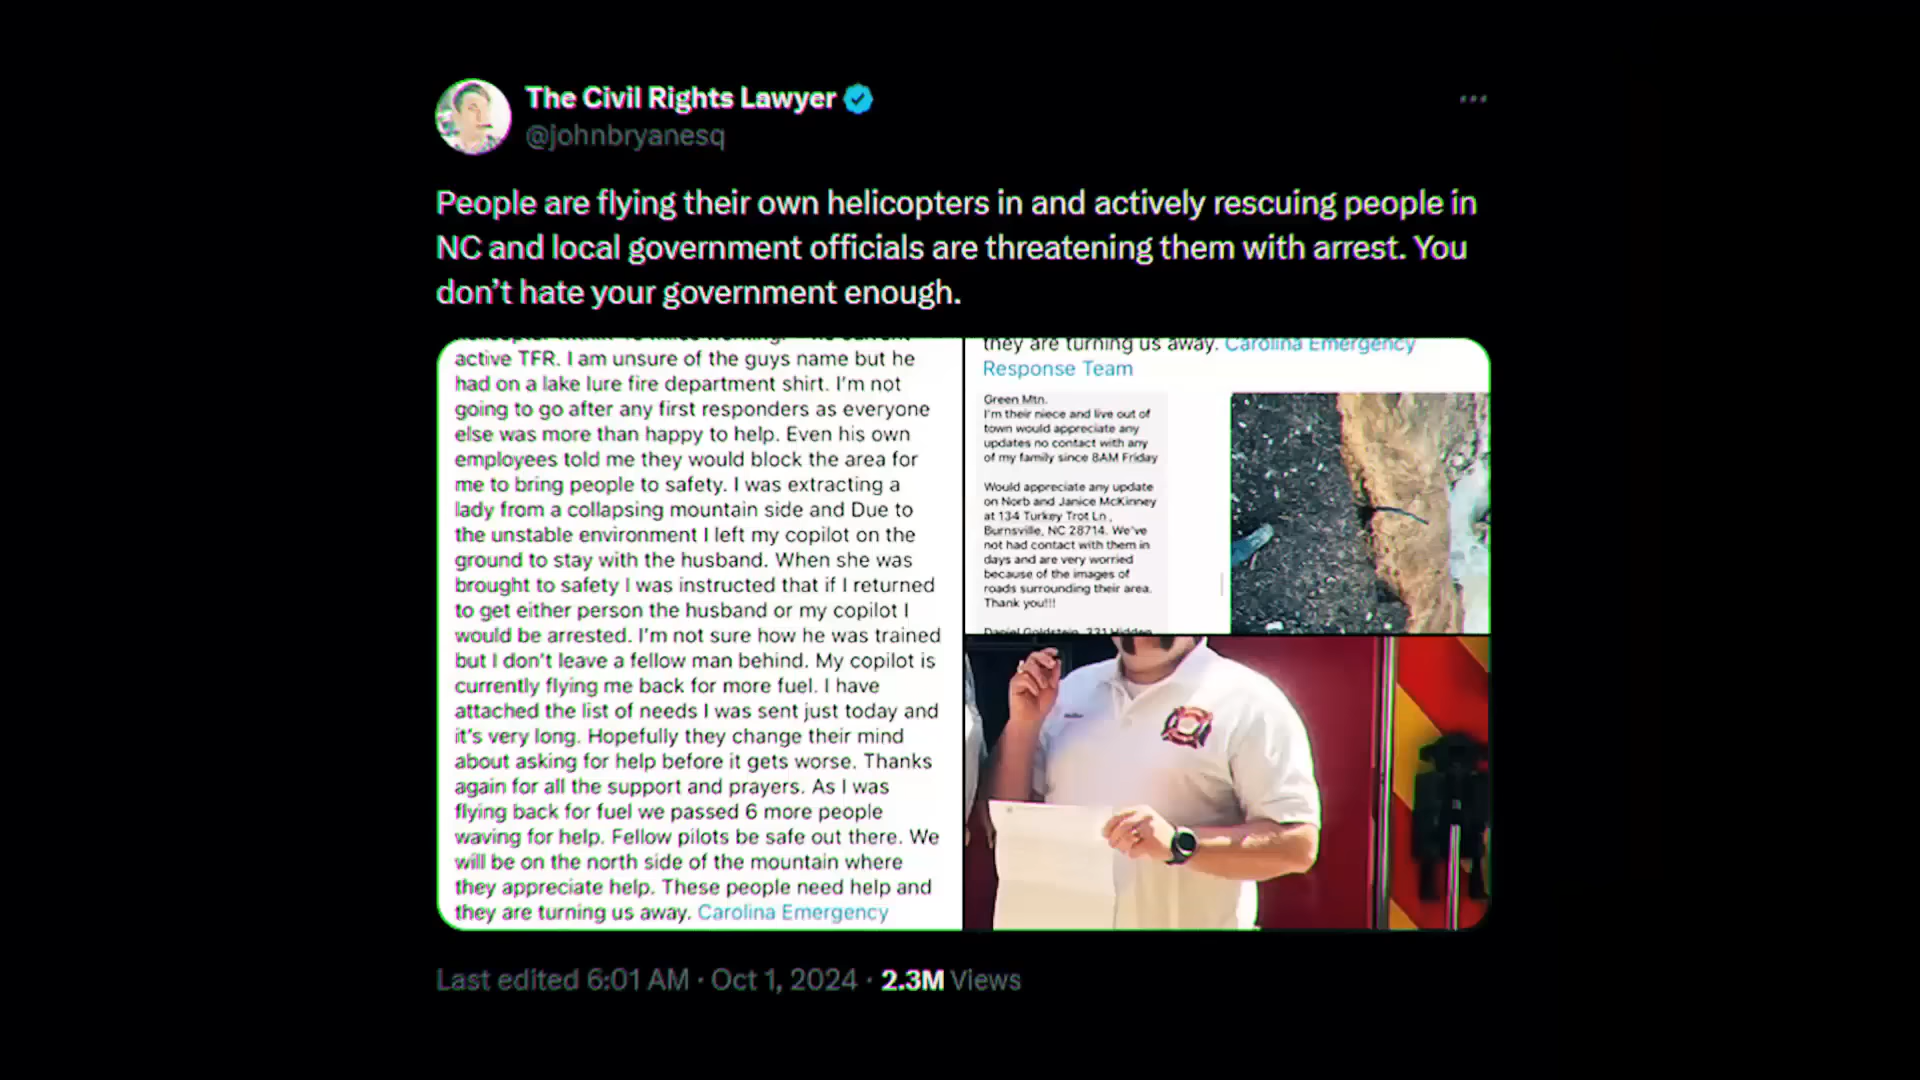 The Civil Rights Lawyer
@johnbryanesq
People are flying their own helicopters in and actively rescuing people in
NC and local government officials are threatening them with arrest. You
don't hate your government enough.
active TFR. I am unsure of the guys name but he
had on a lake lure fire department shirt. I'm not
going to go after any first responders as everyone
else was more than happy to help. Even his own
employees told me they would block the area for
me to bring people to safety. I was extracting a
lady from a collapsing mountain side and Due to
the unstable environment I left my copilot on the
ground to stay with the husband. When she was
brought to safety I was instructed that if I returned
to get either person the husband or my copilot I
would be arrested. I'm not sure how he was trained
but I don't leave a fellow man behind. My copilot is
currently flying me back for more fuel. I have
attached the list of needs I was sent just today and
it's very long. Hopefully they change their mind
about asking for help before it gets worse. Thanks
again for all the support and prayers. As I was
flying back for fuel we passed 6 more people
waving for help. Fellow pilots be safe out there. We
will be on the north side of the mountain where
they appreciate help. These people need help and
they are turning us away. Carolina Emergency
they are turning us away. Carolina Emergency
Response Team
Green Mtn.
I'm their niece and live out of
town would appreciate any
updates no contact with any
of my family since 8AM Friday
Would appreciate any update
on Norb and Janice McKinney
at 134 Turkey Trot Ln,
Burnsville, NC 28714. We've
not had contact with them in
days and are very worried
because of the images of
roads surrounding their area.
Thank you!!!
Daniel Goldstein, 331 Hidden
Last edited 6:01 AM · Oct 1, 2024 · 2.3M Views